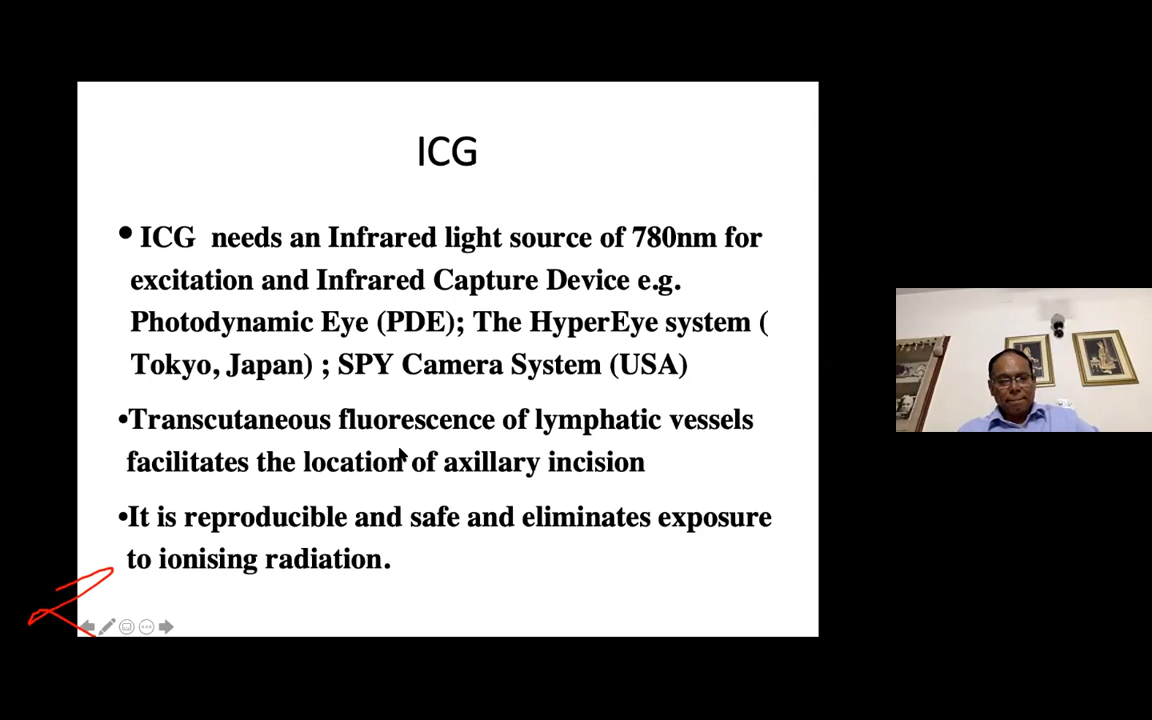 ICG
• ICG needs an Infrared light source of 780nm for
excitation and Infrared Capture Device e.g.
Photodynamic Eye (PDE); The HyperEye system (
Tokyo, Japan) ; SPY Camera System (USA)
•Transcutaneous fluorescence of lymphatic vessels
facilitates the location of axillary incision
•It is reproducible and safe and eliminates exposure
to ionising radiation.